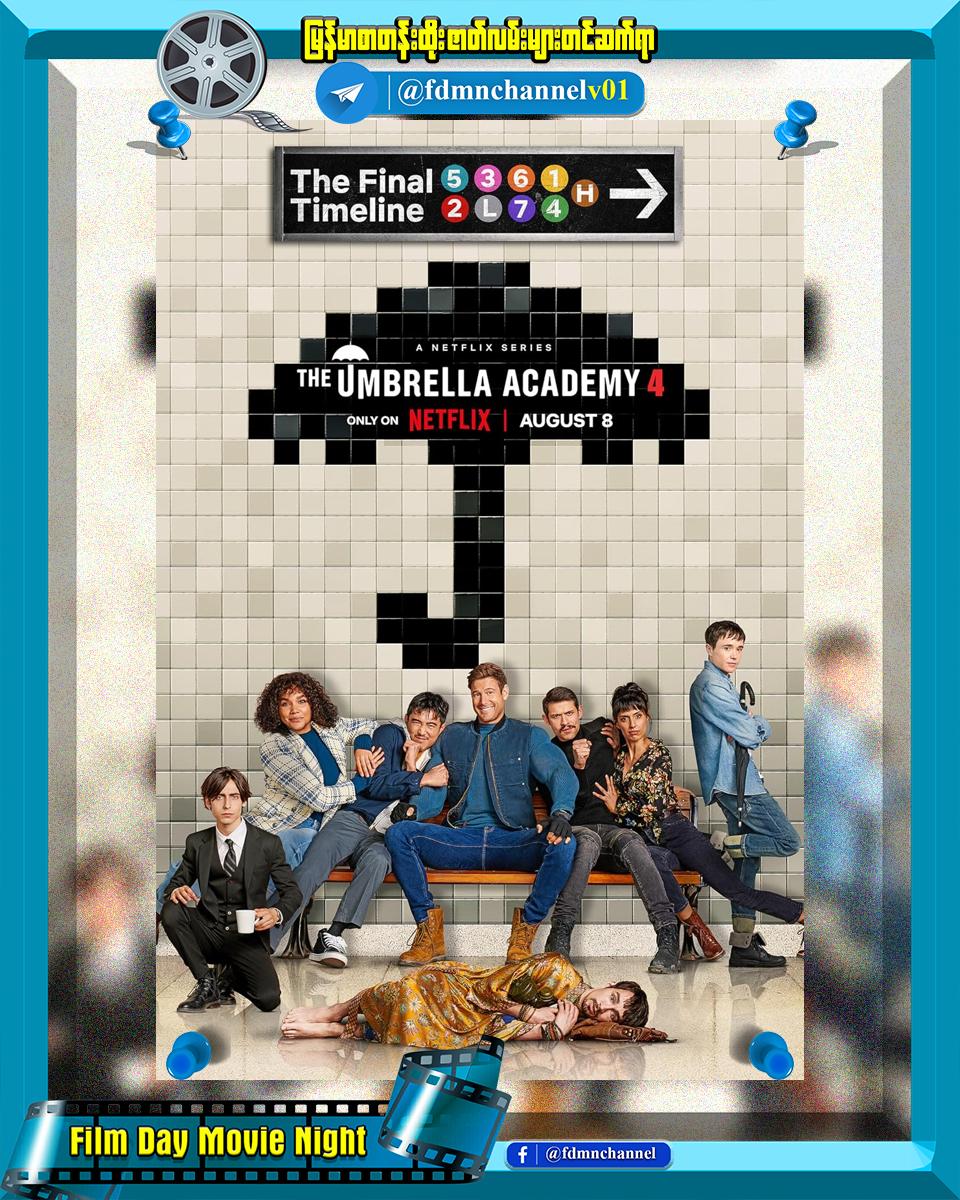 မြန်မာစာတန်းထိုးဇာတ်လမ်းများတင်ဆက်ရာ
@fdmnchannelv01
The Final 5 3 6 1 H
Timeline 2 L 7 4
A NETFLIX SERIES
THE UMBRELLA ACADEMY 4
ONLY ON NETFLIX | AUGUST 8
Film Day Movie Night
@fdmnchannel